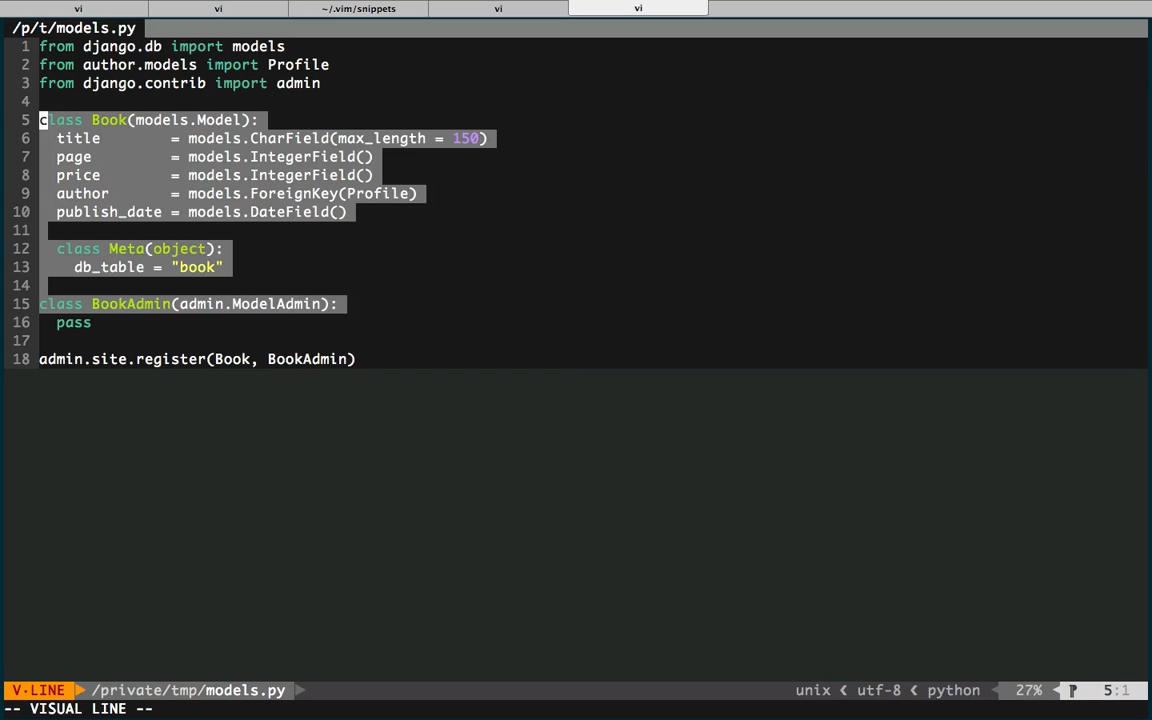 vi vi ~/.vim/snippets vi vi
/p/t/models.py
1 from django.db import models
2 from author.models import Profile
3 from django.contrib import admin
4
5 class Book(models.Model):
6   title        = models.CharField(max_length = 150)
7   page         = models.IntegerField()
8   price        = models.IntegerField()
9   author       = models.ForeignKey(Profile)
10   publish_date = models.DateField()
11
12   class Meta(object):
13     db_table = "book"
14
15 class BookAdmin(admin.ModelAdmin):
16   pass
17
18 admin.site.register(Book, BookAdmin)
V·LINE /private/tmp/models.py unix utf-8 python 27% 5:1
-- VISUAL LINE --